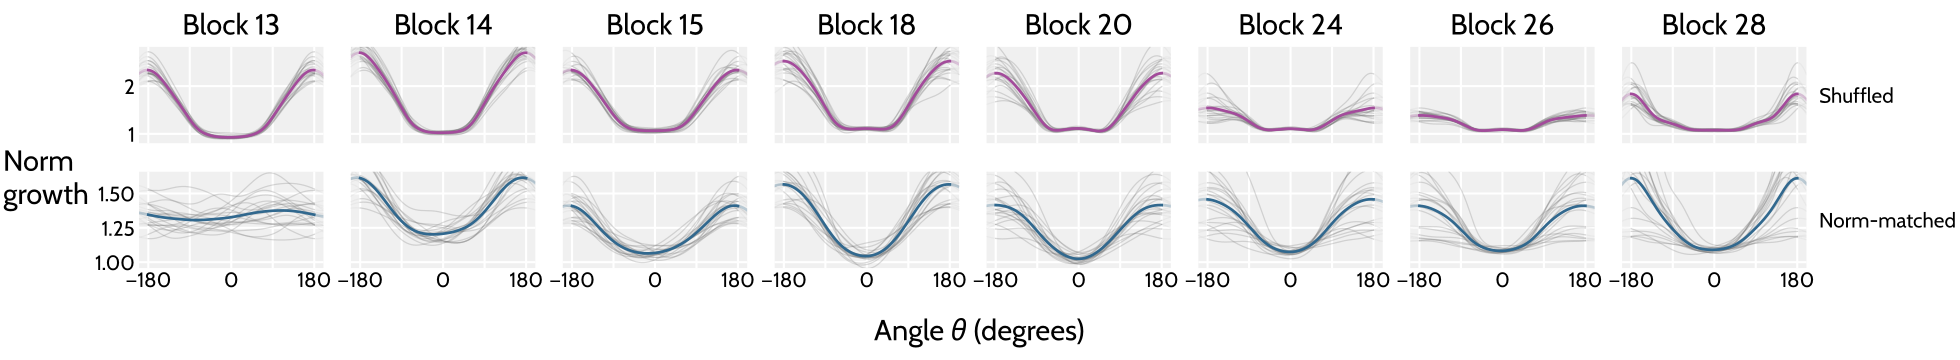 Block 13 Block 14 Block 15 Block 18 Block 20 Block 24 Block 26 Block 28
2
1
Shuffled
Norm
growth
1.50
1.25
1.00
Norm-matched
−180 0 180 −180 0 180 −180 0 180 −180 0 180 −180 0 180 −180 0 180 −180 0 180 −180 0 180
Angle θ (degrees)